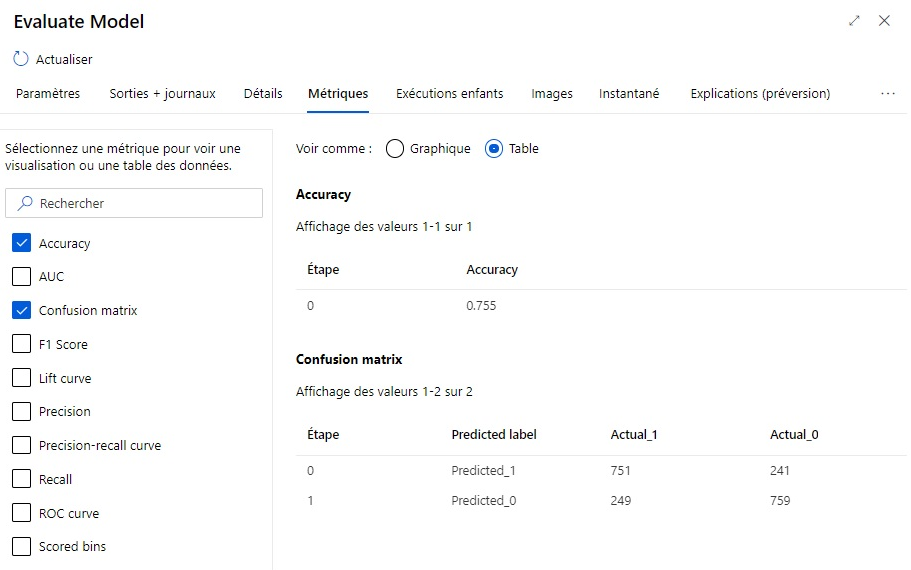 Evaluate Model
Actualiser
Paramètres Sorties + journaux Détails Métriques Exécutions enfants Images Instantané Explications (préversion) ...
Sélectionnez une métrique pour voir une
visualisation ou une table des données.
Rechercher
Accuracy
AUC
Confusion matrix
F1 Score
Lift curve
Precision
Precision-recall curve
Recall
ROC curve
Scored bins
Voir comme : Graphique Table
Accuracy
Affichage des valeurs 1-1 sur 1
Étape Accuracy
0 0.755
Confusion matrix
Affichage des valeurs 1-2 sur 2
Étape Predicted label Actual_1 Actual_0
0 Predicted_1 751 241
1 Predicted_0 249 759